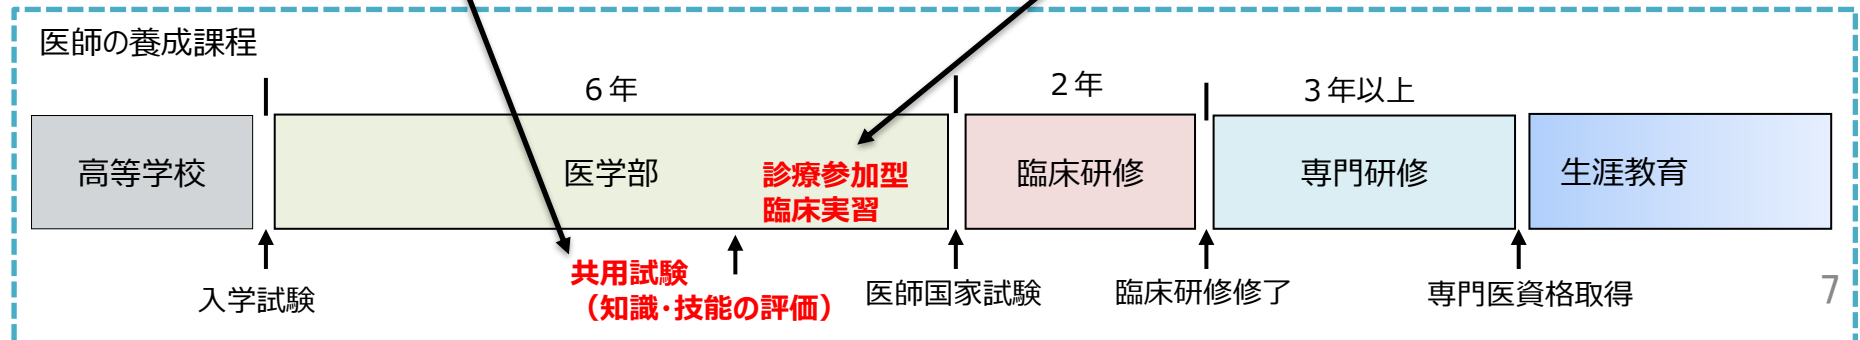 医師の養成課程
6年
2年
3年以上
高等学校
医学部
診療参加型
臨床実習
臨床研修
専門研修
生涯教育
入学試験
共用試験
（知識・技能の評価）
医師国家試験
臨床研修修了
専門医資格取得
7